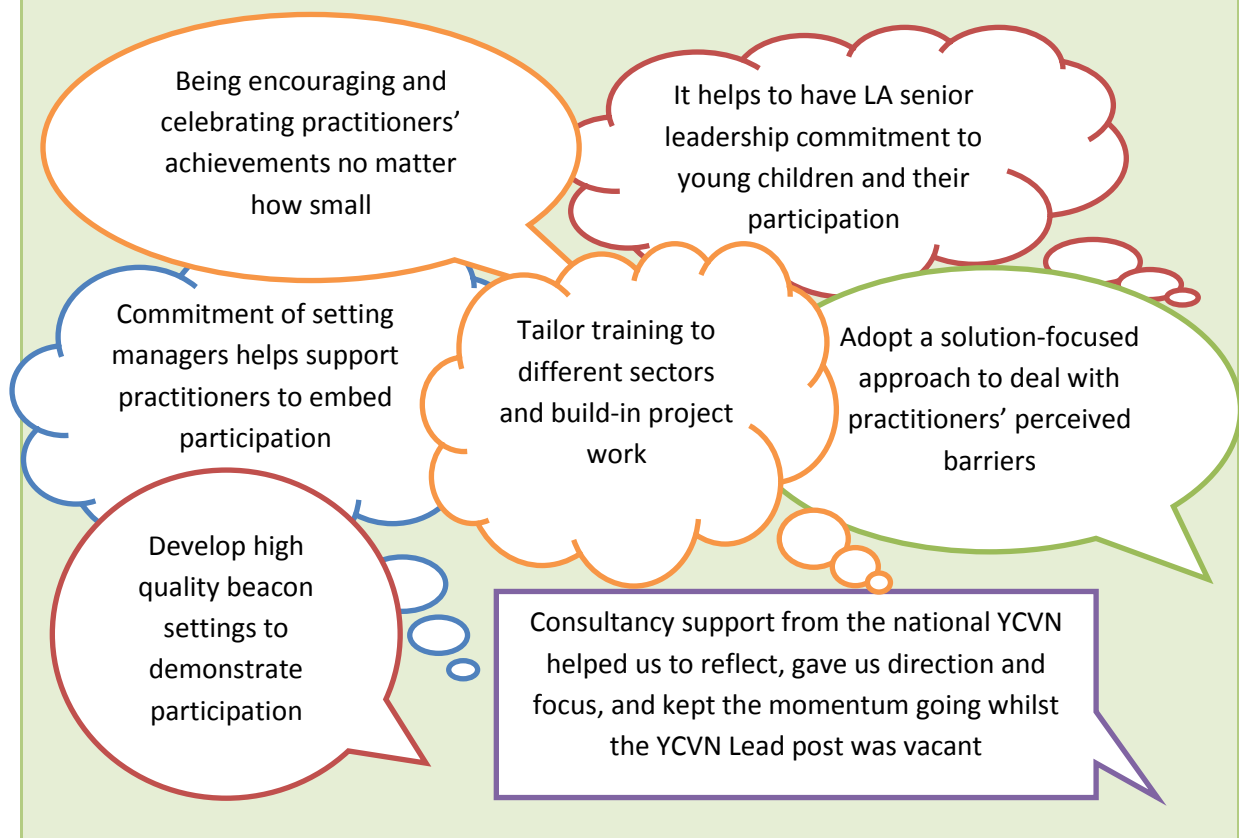 Being encouraging and
celebrating practitioners’
achievements no matter
how small
It helps to have LA senior
leadership commitment to
young children and their
participation
Commitment of setting
managers helps support
practitioners to embed
participation
Tailor training to
different sectors
and build-in project
work
Adopt a solution-focused
approach to deal with
practitioners’ perceived
barriers
Develop high
quality beacon
settings to
demonstrate
participation
Consultancy support from the national YCVN
helped us to reflect, gave us direction and
focus, and kept the momentum going whilst
the YCVN Lead post was vacant